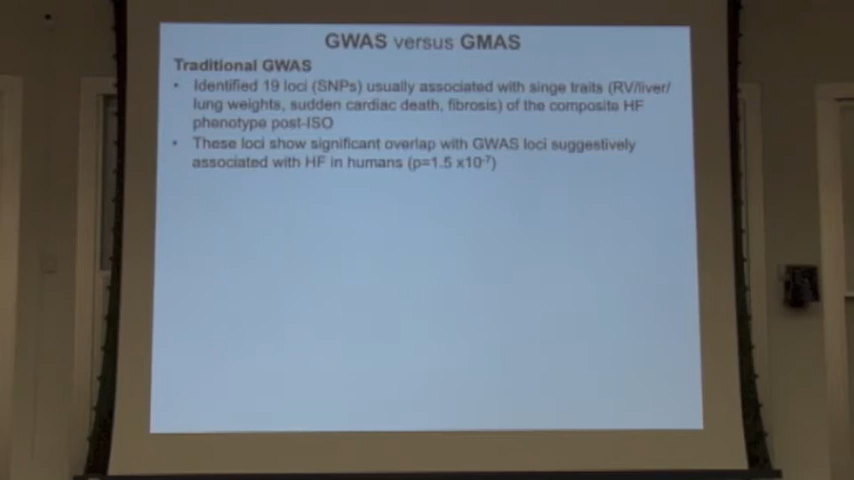 GWAS versus GMAS
Traditional GWAS
• Identified 19 loci (SNPs) usually associated with singe traits (RV/liver/
lung weights, sudden cardiac death, fibrosis) of the composite HF
phenotype post-ISO
• These loci show significant overlap with GWAS loci suggestively
associated with HF in humans (p=1.5 x10⁻⁷)